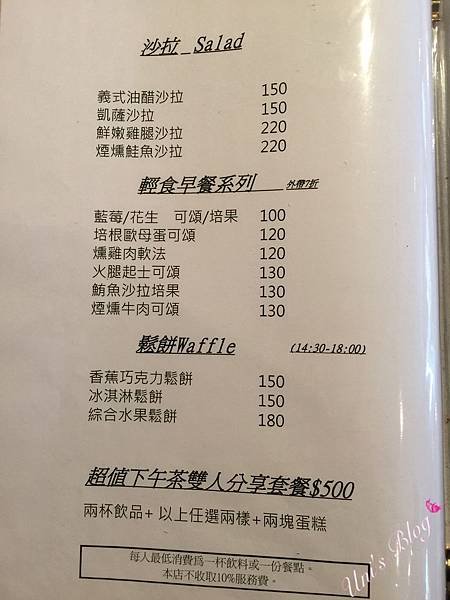 沙拉_Salad
義式油醋沙拉 150
凱薩沙拉 150
鮮嫩雞腿沙拉 220
煙燻鮭魚沙拉 220
輕食早餐系列 外帶7折
藍莓/花生 可頌/培果 100
培根歐母蛋可頌 120
燻雞肉軟法 120
火腿起士可頌 130
鮪魚沙拉培果 130
煙燻牛肉可頌 130
鬆餅Waffle (14:30-18:00)
香蕉巧克力鬆餅 150
冰淇淋鬆餅 150
綜合水果鬆餅 180
超值下午茶雙人分享套餐$500
兩杯飲品+ 以上任選兩樣+兩塊蛋糕
每人最低消費爲一杯飲料或一份餐點。
本店不收取10%服務費。
Uni's Blog